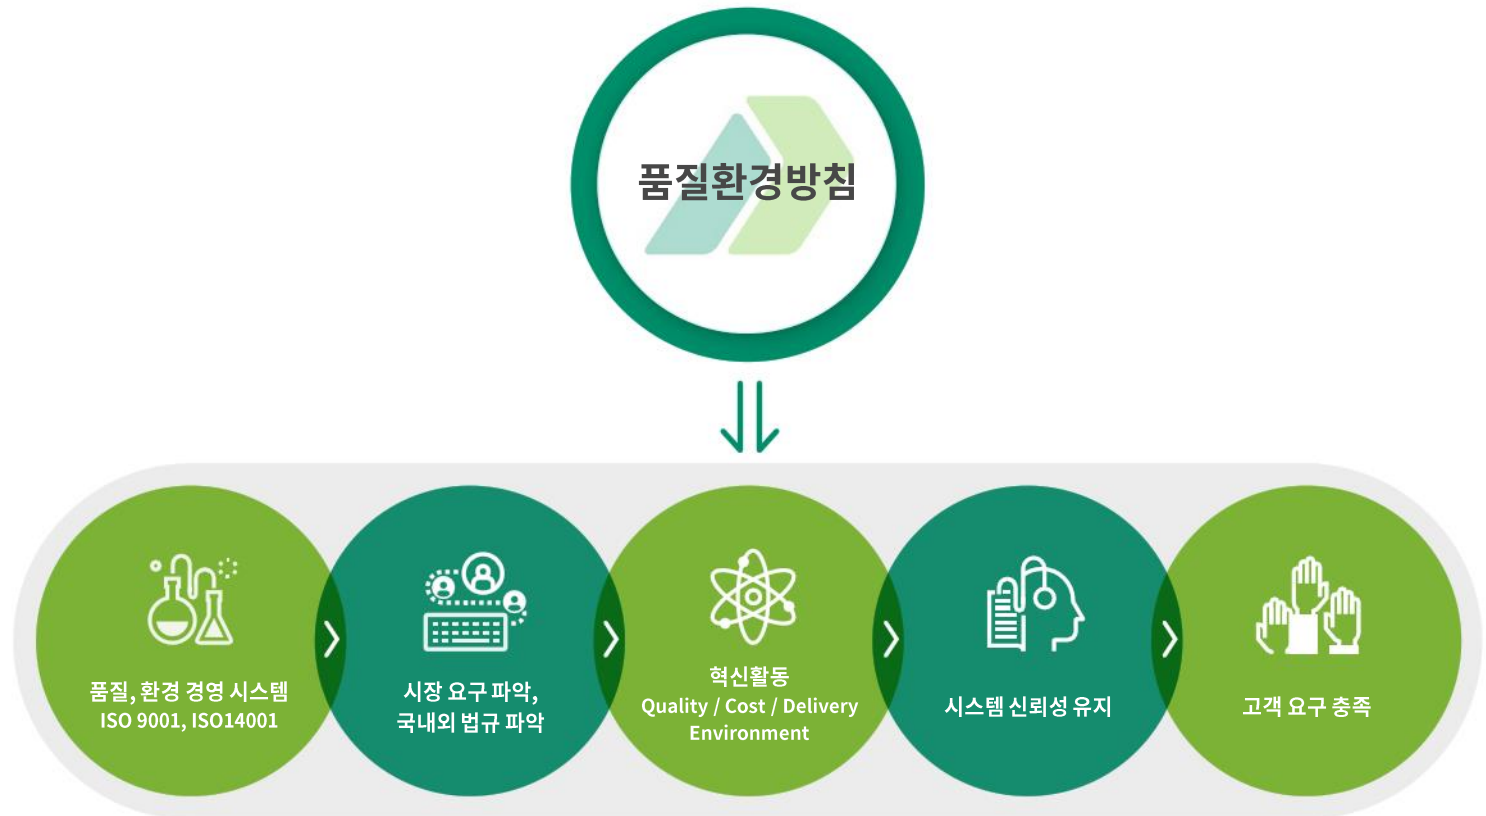 품질환경방침
품질, 환경 경영 시스템
ISO 9001, ISO14001
시장 요구 파악,
국내외 법규 파악
혁신활동
Quality / Cost / Delivery
Environment
시스템 신뢰성 유지
고객 요구 충족